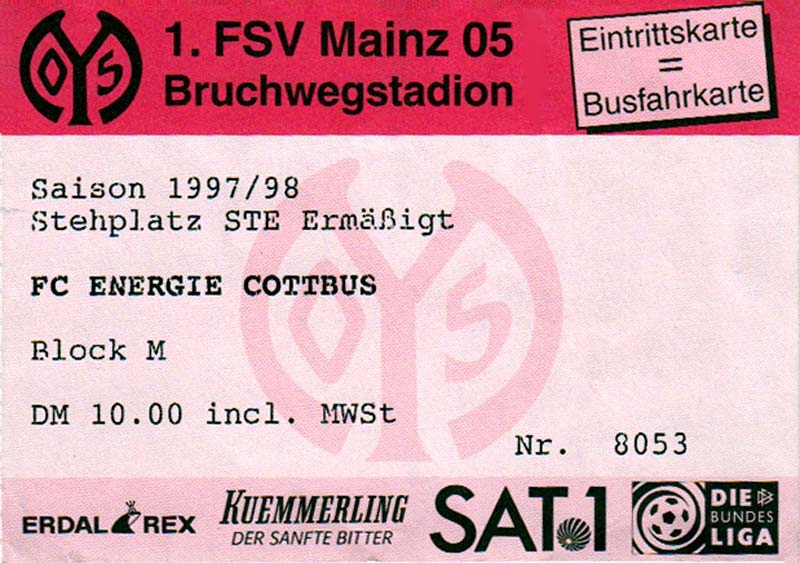 1. FSV Mainz 05
Bruchwegstadion
Eintrittskarte
=
Busfahrkarte
Saison 1997/98
Stehplatz STE Ermäßigt
FC ENERGIE COTTBUS
Block M
DM 10.00 incl. MWSt
Nr. 8053
ERDAL REX
KUEMMERLING
DER SANFTE BITTER
SAT.1
DIE
BUNDES
LIGA